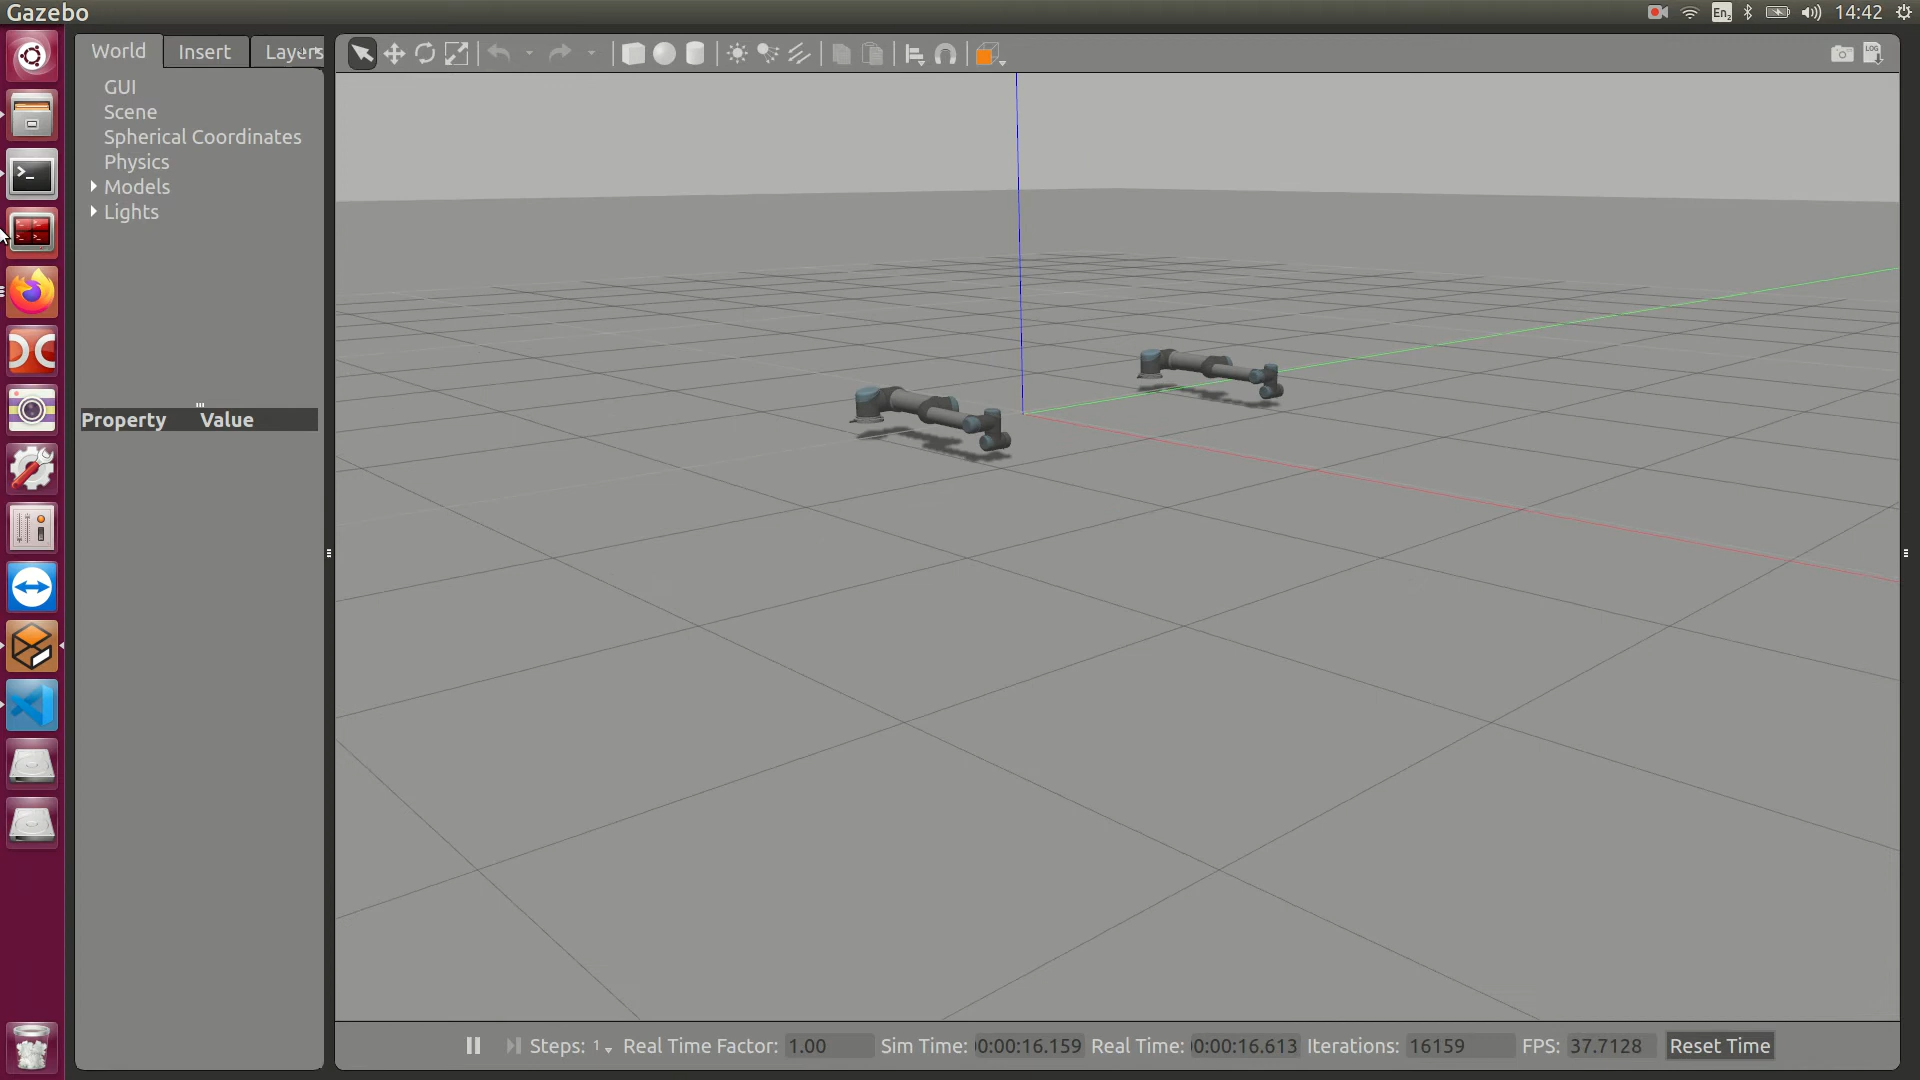 Gazebo
En2
14:42
World Insert Layers
GUI
Scene
Spherical Coordinates
Physics
Models
Lights
Property Value
LOG
Steps: 1 Real Time Factor: 1.00 Sim Time: 0:00:16.159 Real Time: 0:00:16.613 Iterations: 16159 FPS: 37.7128 Reset Time